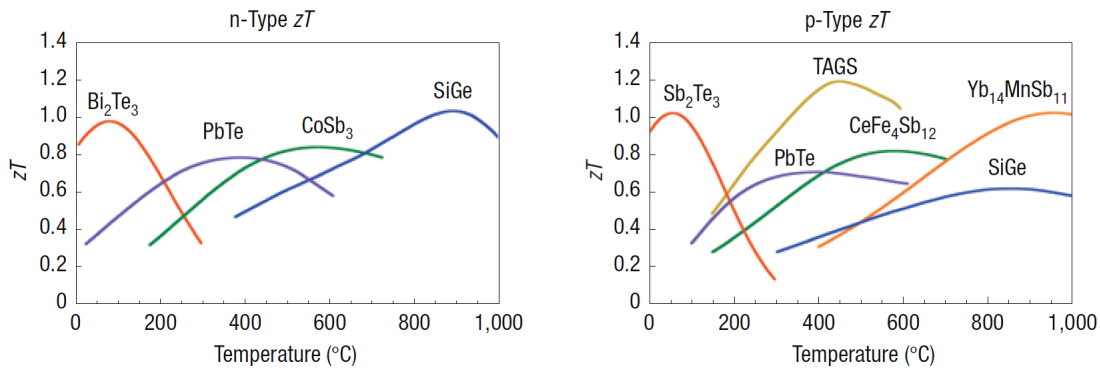 n-Type zT
1.4
1.2
1.0
0.8
0.6
0.4
0.2
0
zT
Bi₂Te₃
PbTe
CoSb₃
SiGe
0 200 400 600 800 1,000
Temperature (°C)
p-Type zT
1.4
1.2
1.0
0.8
0.6
0.4
0.2
0
zT
Sb₂Te₃
TAGS
Yb₁₄MnSb₁₁
CeFe₄Sb₁₂
PbTe
SiGe
0 200 400 600 800 1,000
Temperature (°C)